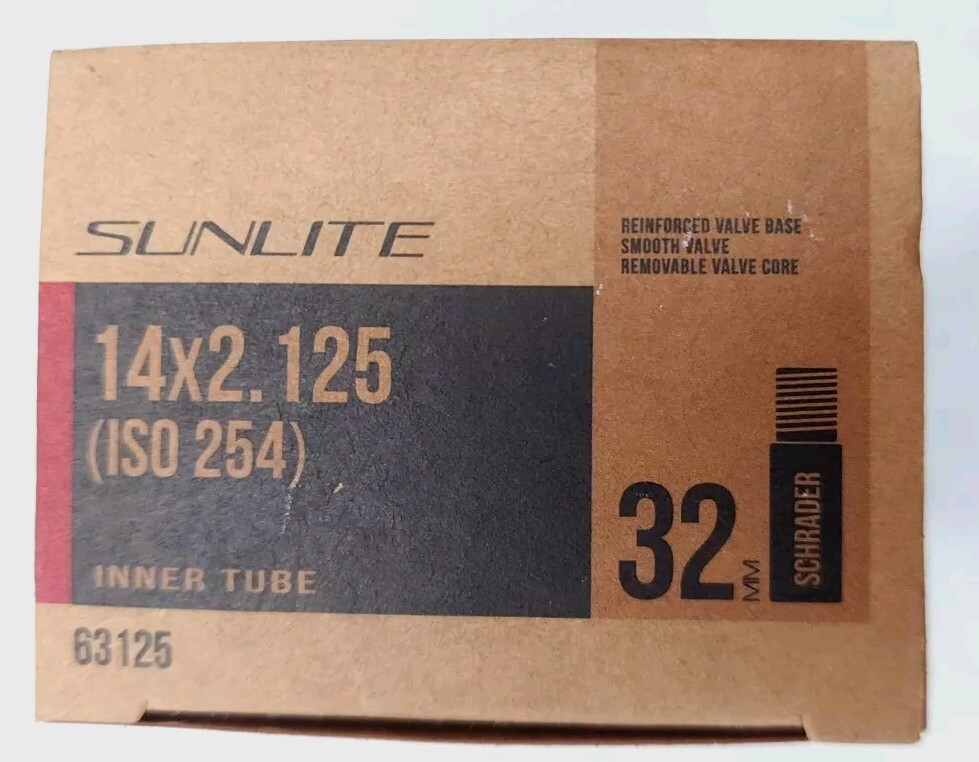 SUNLITE
REINFORCED VALVE BASE
SMOOTH VALVE
REMOVABLE VALVE CORE
14x2.125
(ISO 254)
INNER TUBE
32 MM
SCHRADER
63125